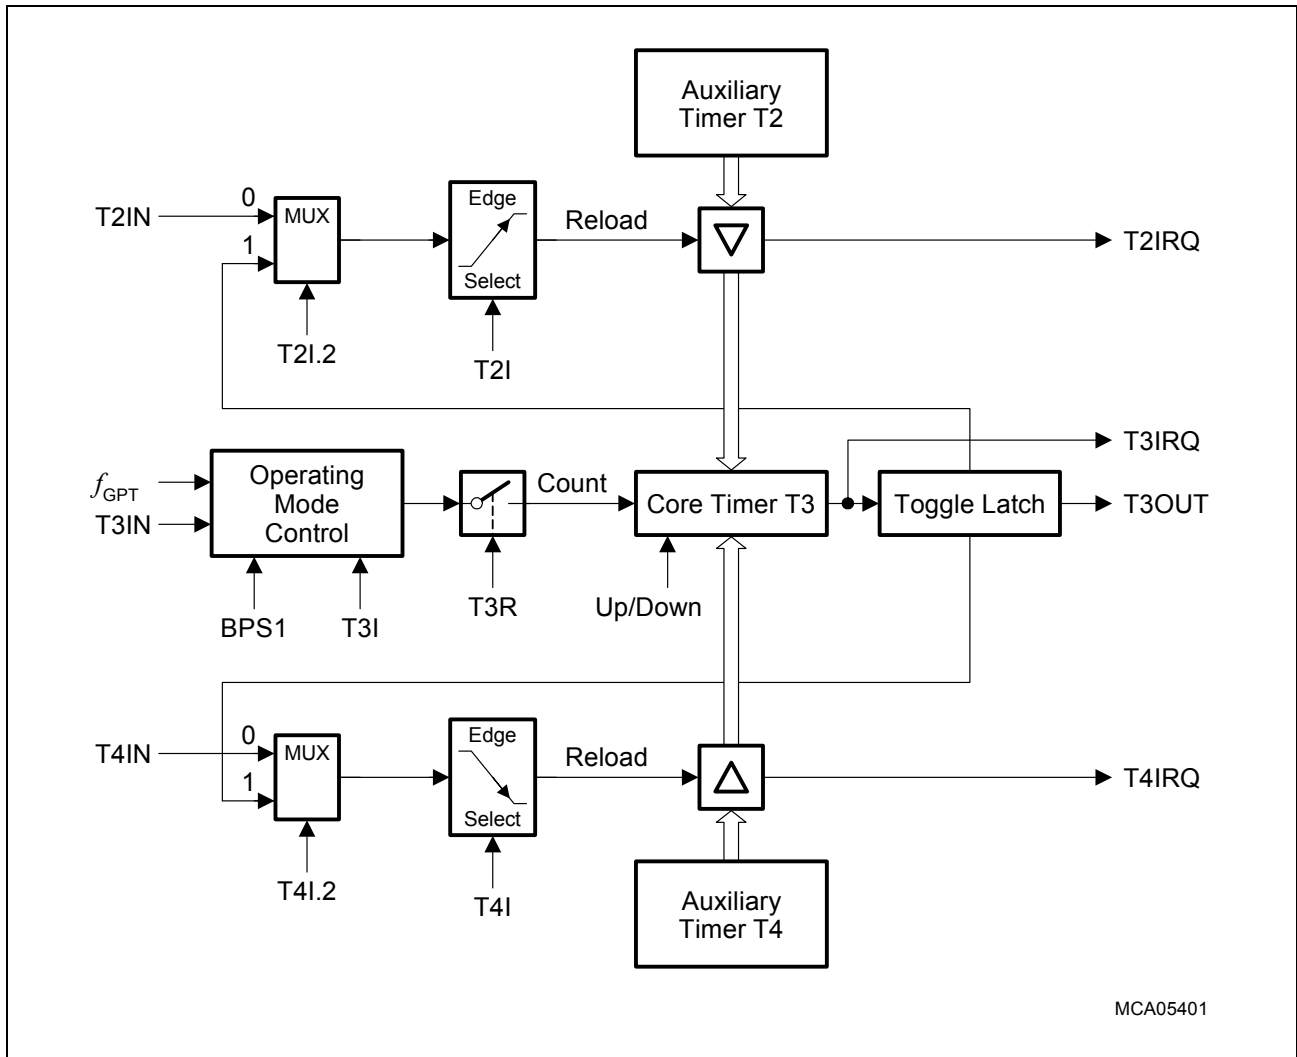 Auxiliary
Timer T2
T2IN
0
1
MUX
Edge
Select
Reload
T2IRQ
T2I.2
T2I
T3IRQ
fGPT
T3IN
Operating
Mode
Control
Count
Core Timer T3
Toggle Latch
T3OUT
BPS1
T3I
T3R
Up/Down
T4IN
0
1
MUX
Edge
Select
Reload
T4IRQ
T4I.2
T4I
Auxiliary
Timer T4
MCA05401